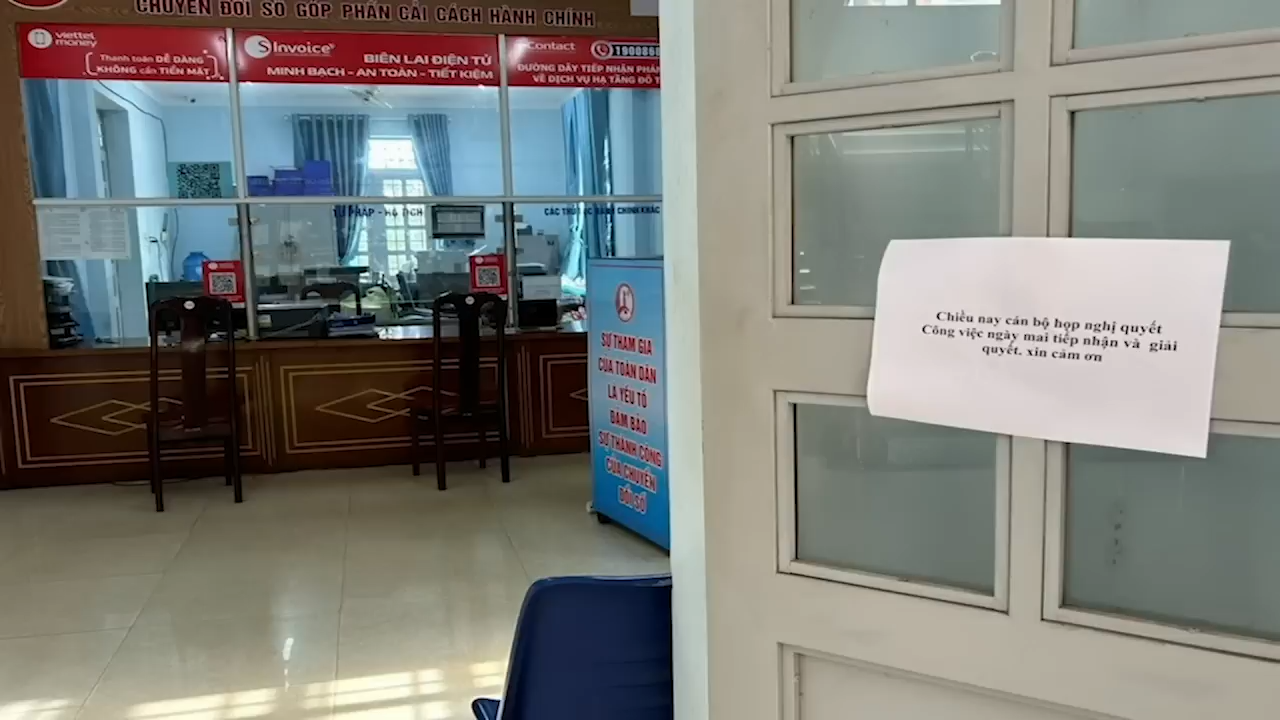 CHUYỂN ĐỔI SỐ GÓP PHẦN CẢI CÁCH HÀNH CHÍNH
viettel money
Thanh toán DỄ DÀNG
KHÔNG cần TIỀN MẶT
SInvoice
BIÊN LAI ĐIỆN TỬ
MINH BẠCH - AN TOÀN - TIẾT KIỆM
Contact
1900868
ĐƯỜNG DÂY TIẾP NHẬN PHẢN
VỀ DỊCH VỤ HẠ TẦNG ĐÔ T
TƯ PHÁP - HỘ TỊCH
CÁC THỦ TỤC HÀNH CHÍNH KHÁC
SỰ THAM GIA
CỦA TOÀN DÂN
LÀ YẾU TỐ
ĐẢM BẢO
SỰ THÀNH CÔNG
CỦA CHUYỂN
ĐỔI SỐ
Chiều nay cán bộ họp nghị quyết
Công việc ngày mai tiếp nhận và giải
quyết. xin cảm ơn